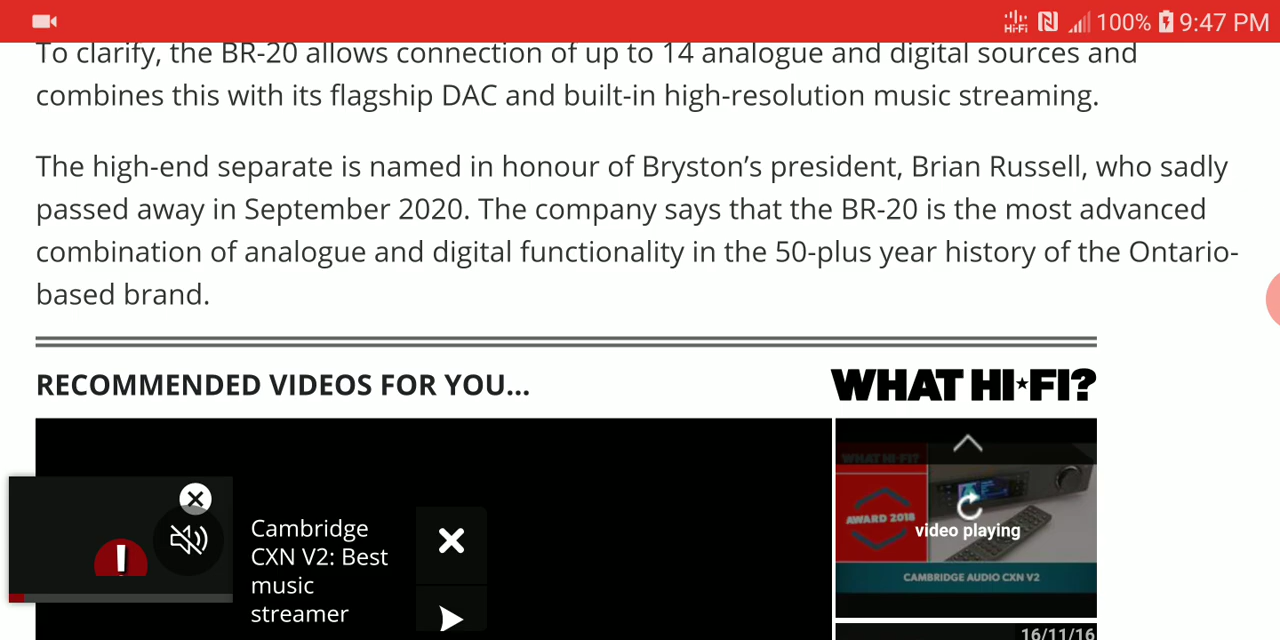 Hi-Fi 100% 9:47 PM
To clarify, the BR-20 allows connection of up to 14 analogue and digital sources and
combines this with its flagship DAC and built-in high-resolution music streaming.
The high-end separate is named in honour of Bryston’s president, Brian Russell, who sadly
passed away in September 2020. The company says that the BR-20 is the most advanced
combination of analogue and digital functionality in the 50-plus year history of the Ontario-
based brand.
RECOMMENDED VIDEOS FOR YOU...
WHAT HI★FI?
WHAT HI-FI?
AWARD 2018
video playing
CAMBRIDGE AUDIO CXN V2
Cambridge
CXN V2: Best
music
streamer
16/11/16